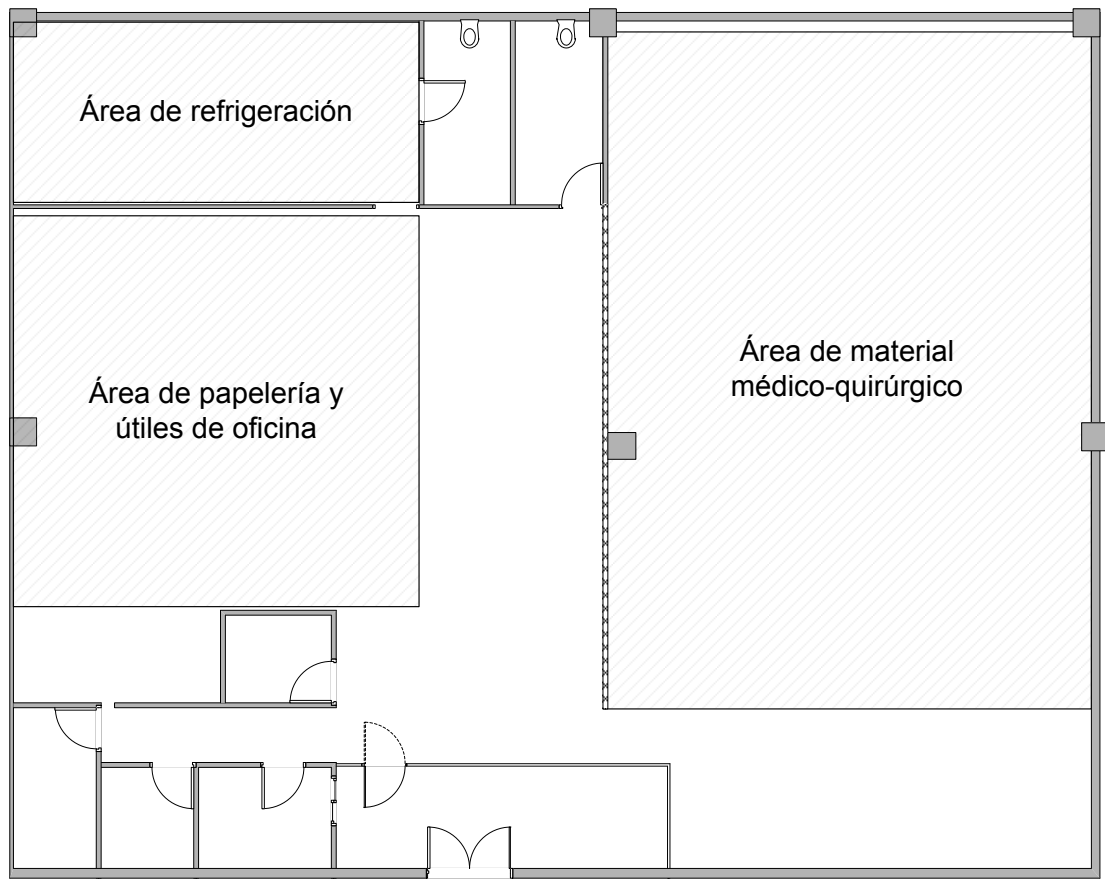 Área de refrigeración
Área de papelería y
útiles de oficina
Área de material
médico-quirúrgico